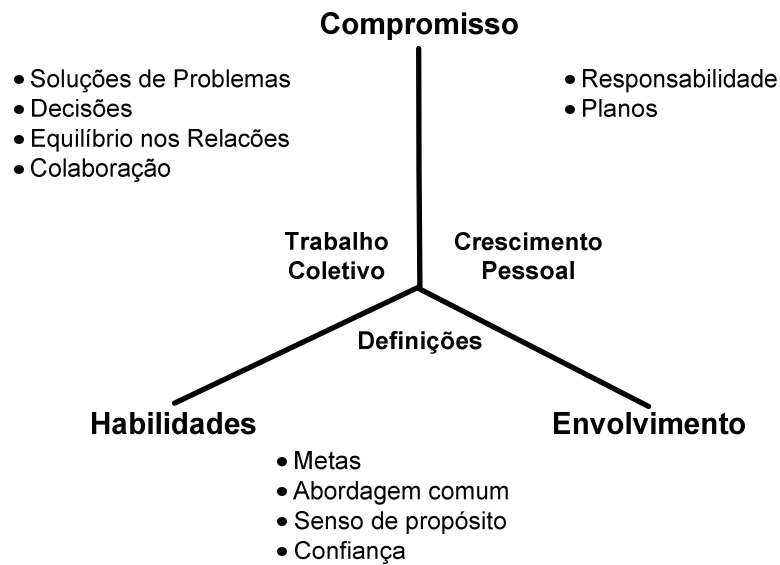 Compromisso
• Soluções de Problemas
• Decisões
• Equilíbrio nos Relacões
• Colaboração
• Responsabilidade
• Planos
Trabalho
Coletivo
Crescimento
Pessoal
Definições
Habilidades
Envolvimento
• Metas
• Abordagem comum
• Senso de propósito
• Confiança